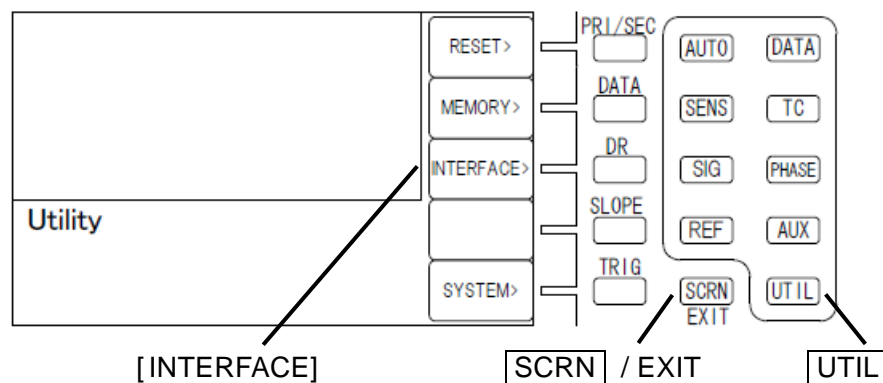 RESET>
MEMORY>
INTERFACE>
SYSTEM>
Utility
PRI/SEC
DATA
DR
SLOPE
TRIG
AUTO DATA
SENS TC
SIG PHASE
REF AUX
SCRN UTIL
EXIT
[INTERFACE] SCRN / EXIT UTIL